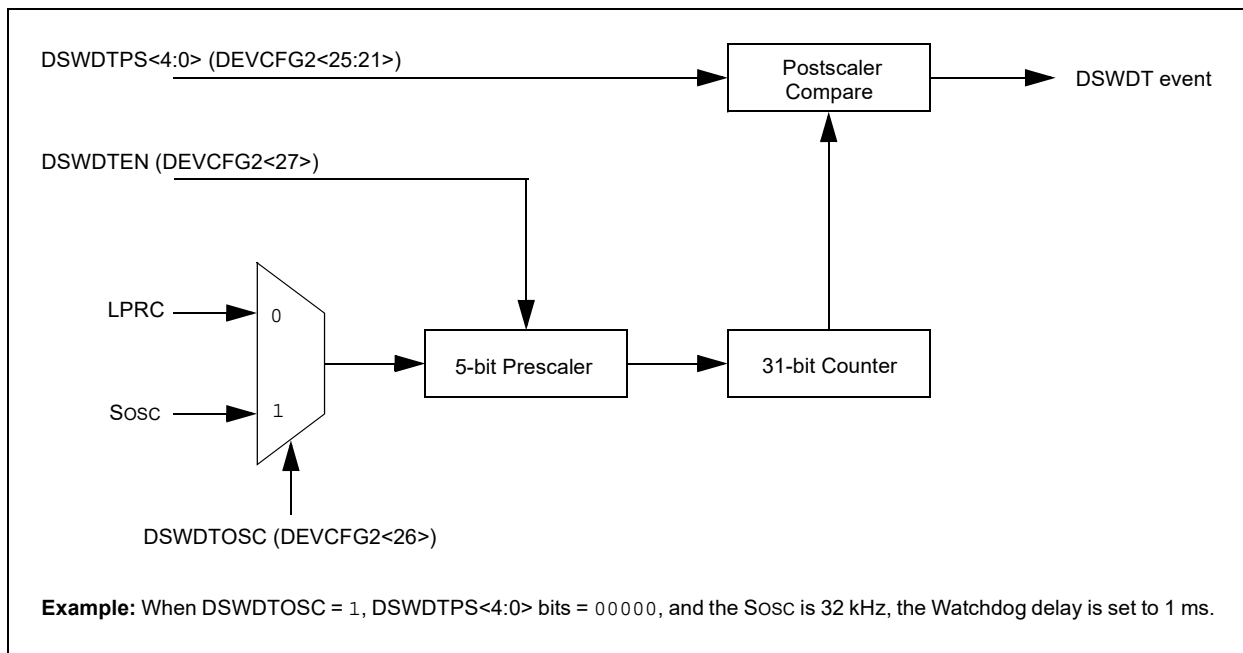 DSWDTPS<4:0> (DEVCFG2<25:21>)
Postscaler
Compare
DSWDT event
DSWDTEN (DEVCFG2<27>)
LPRC
0
5-bit Prescaler
31-bit Counter
SOSC
1
DSWDTOSC (DEVCFG2<26>)
Example: When DSWDTOSC = 1, DSWDTPS<4:0> bits = 00000, and the SOSC is 32 kHz, the Watchdog delay is set to 1 ms.